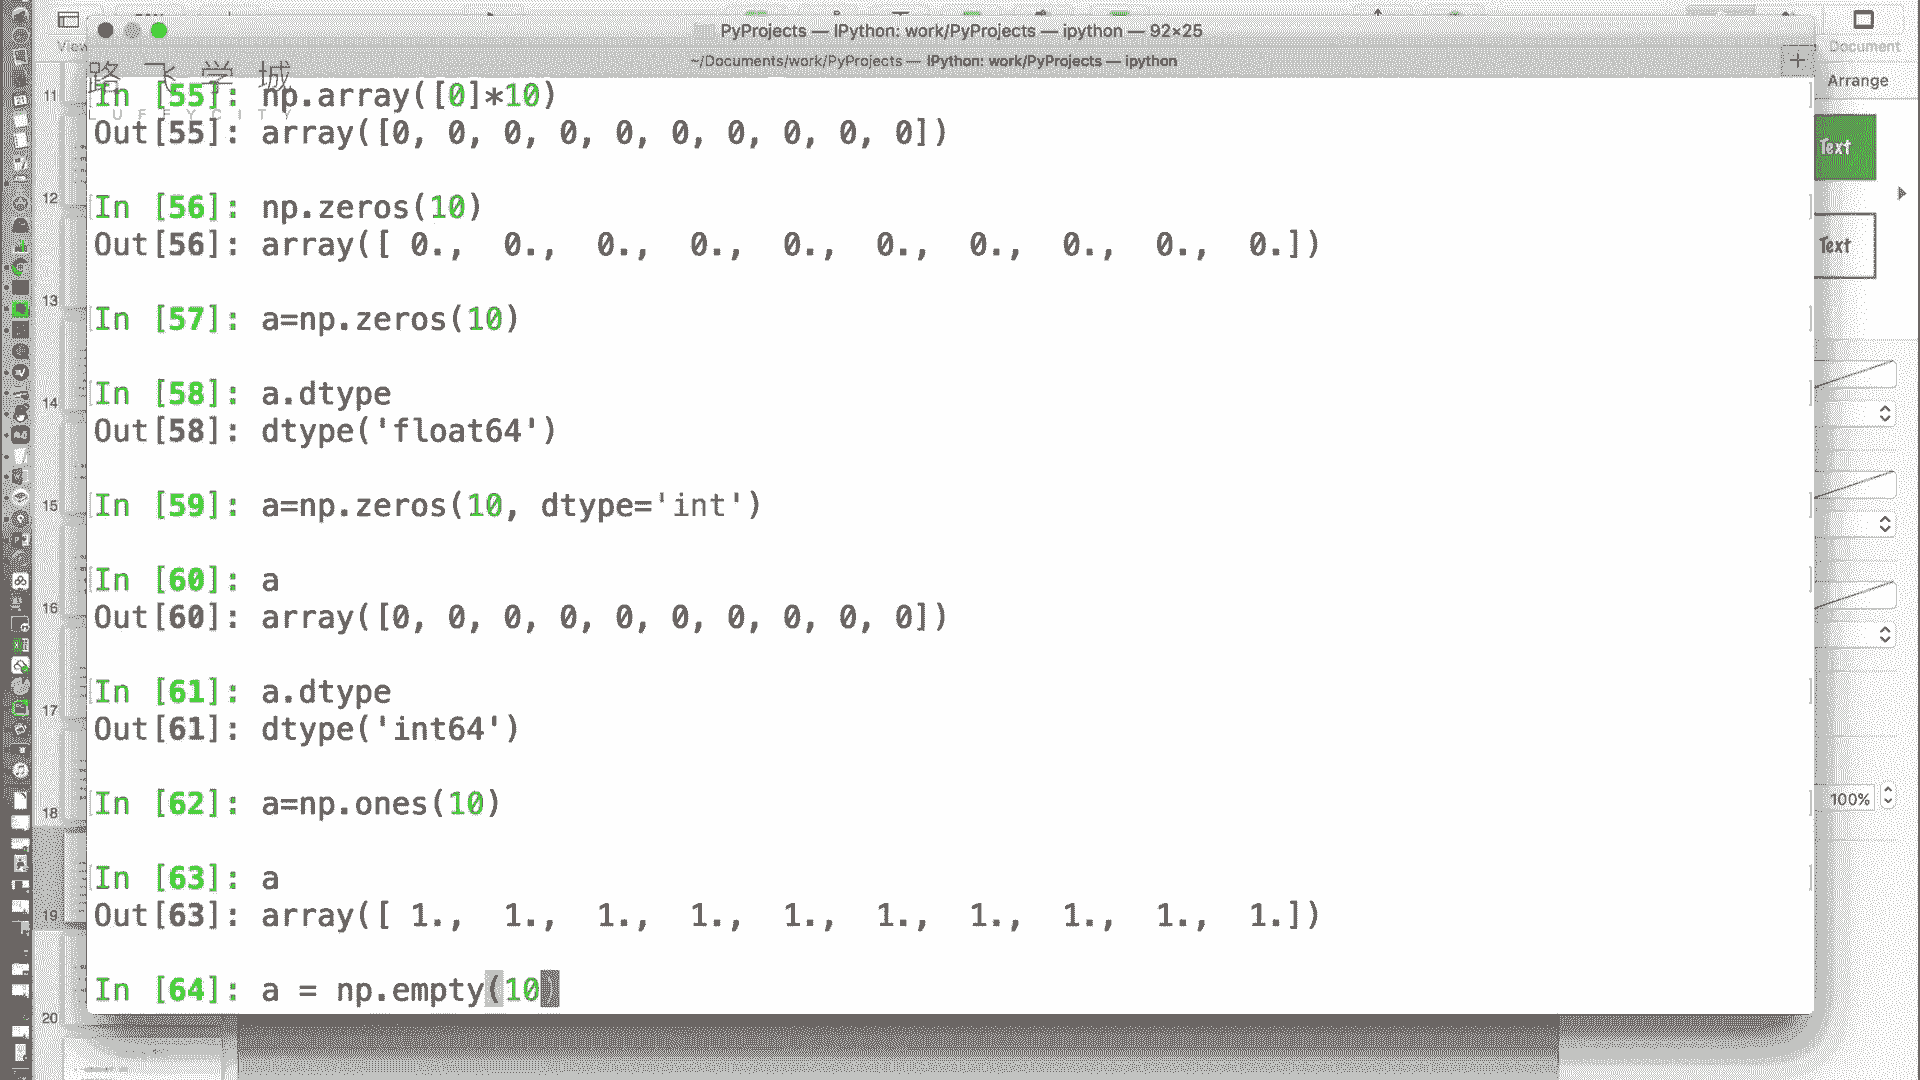 PyProjects — IPython: work/PyProjects — ipython — 92×25
~/Documents/work/PyProjects — IPython: work/PyProjects — ipython
View
Document
Arrange
路飞学城
LUFFYCITY
In [55]: np.array([0]*10)
Out[55]: array([0, 0, 0, 0, 0, 0, 0, 0, 0, 0])
In [56]: np.zeros(10)
Out[56]: array([ 0.,  0.,  0.,  0.,  0.,  0.,  0.,  0.,  0.,  0.])
In [57]: a=np.zeros(10)
In [58]: a.dtype
Out[58]: dtype('float64')
In [59]: a=np.zeros(10, dtype='int')
In [60]: a
Out[60]: array([0, 0, 0, 0, 0, 0, 0, 0, 0, 0])
In [61]: a.dtype
Out[61]: dtype('int64')
In [62]: a=np.ones(10)
In [63]: a
Out[63]: array([ 1.,  1.,  1.,  1.,  1.,  1.,  1.,  1.,  1.,  1.])
In [64]: a = np.empty(10)
11
12
13
14
15
16
17
18
19
20
Text
Text
100%